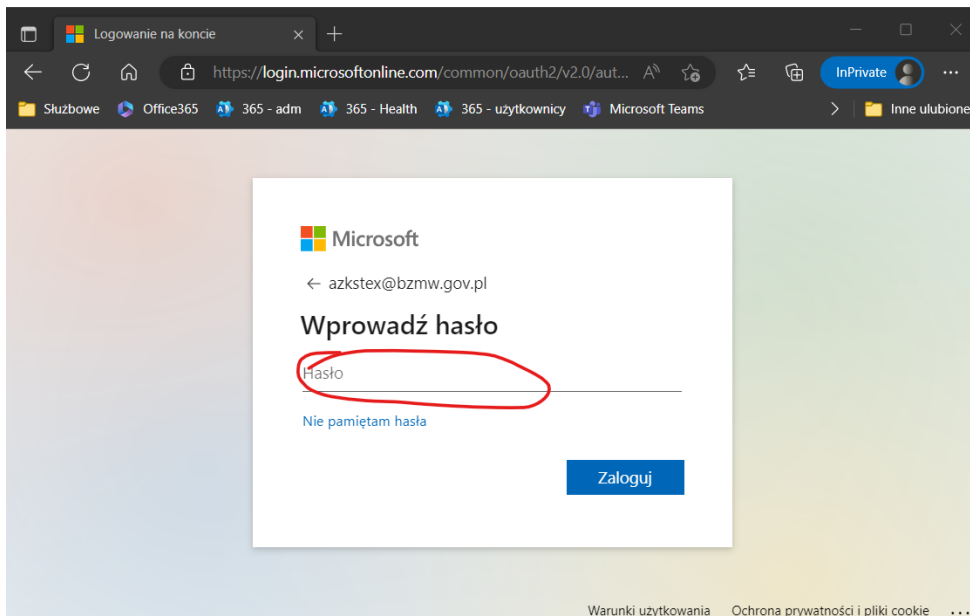 Logowanie na koncie
https://login.microsoftonline.com/common/oauth2/v2.0/aut...
InPrivate
Służbowe Office365 365 - adm 365 - Health 365 - użytkownicy Microsoft Teams Inne ulubione
Microsoft
azkstex@bzmw.gov.pl
Wprowadź hasło
Hasło
Nie pamiętam hasła
Zaloguj
Warunki użytkowania Ochrona prywatności i pliki cookie ...